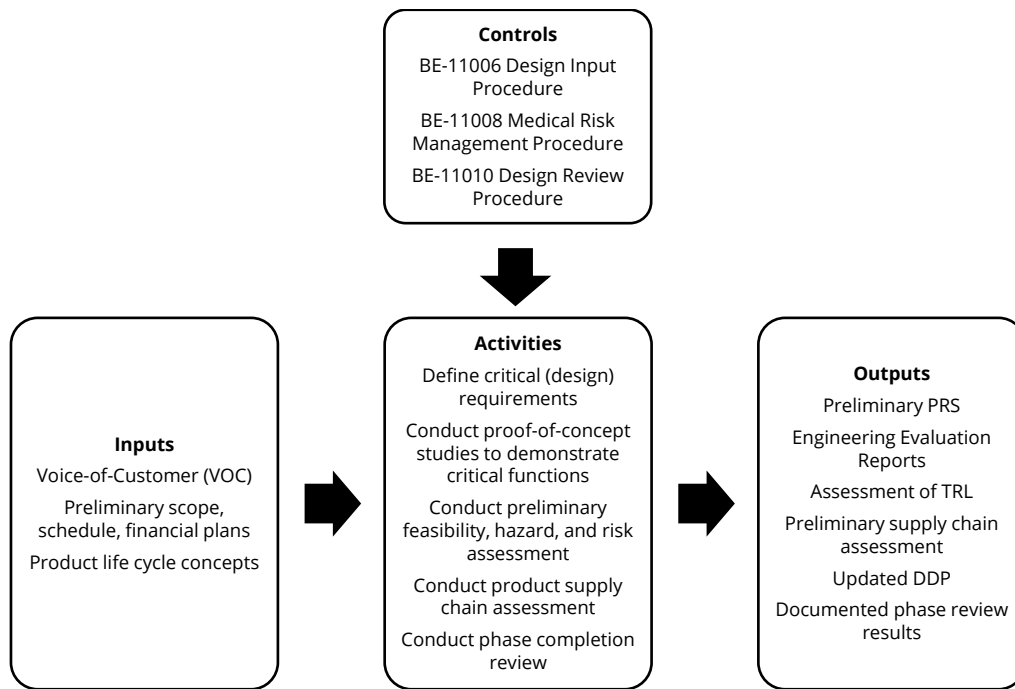 Controls
BE-11006 Design Input
Procedure
BE-11008 Medical Risk
Management Procedure
BE-11010 Design Review
Procedure
Inputs
Voice-of-Customer (VOC)
Preliminary scope,
schedule, financial plans
Product life cycle concepts
Activities
Define critical (design)
requirements
Conduct proof-of-concept
studies to demonstrate
critical functions
Conduct preliminary
feasibility, hazard, and risk
assessment
Conduct product supply
chain assessment
Conduct phase completion
review
Outputs
Preliminary PRS
Engineering Evaluation
Reports
Assessment of TRL
Preliminary supply chain
assessment
Updated DDP
Documented phase review
results